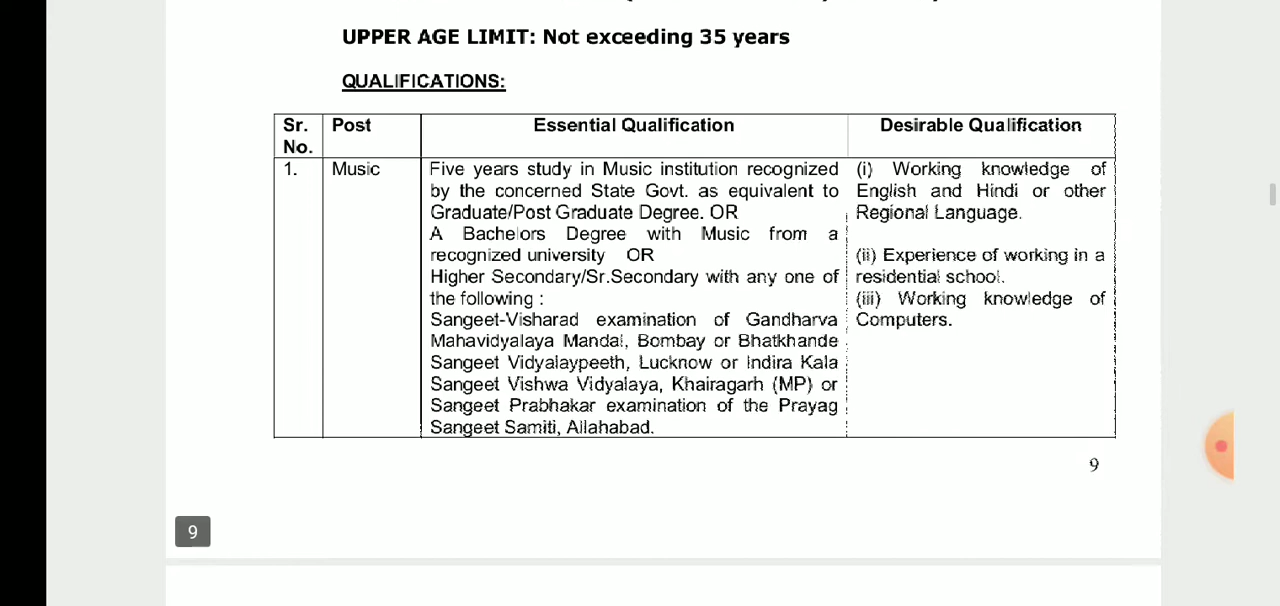 UPPER AGE LIMIT: Not exceeding 35 years
QUALIFICATIONS:
Sr. No.
Post
Essential Qualification
Desirable Qualification
1.
Music
Five years study in Music institution recognized
by the concerned State Govt. as equivalent to
Graduate/Post Graduate Degree. OR
A Bachelors Degree with Music from a
recognized university OR
Higher Secondary/Sr.Secondary with any one of
the following :
Sangeet-Visharad examination of Gandharva
Mahavidyalaya Mandal, Bombay or Bhatkhande
Sangeet Vidyalaypeeth, Lucknow or Indira Kala
Sangeet Vishwa Vidyalaya, Khairagarh (MP) or
Sangeet Prabhakar examination of the Prayag
Sangeet Samiti, Allahabad.
(i) Working knowledge of
English and Hindi or other
Regional Language.
(ii) Experience of working in a
residential school.
(iii) Working knowledge of
Computers.
9
9